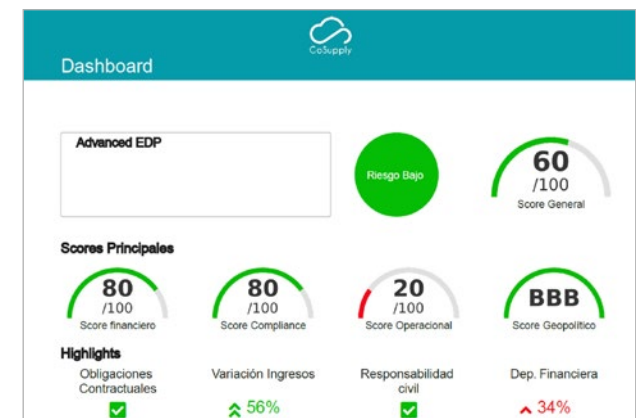 CoSupply
Dashboard
Advanced EDP
Riesgo Bajo
60
/100
Score General
Scores Principales
80
/100
Score financiero
80
/100
Score Compliance
20
/100
Score Operacional
BBB
Score Geopolítico
Highlights
Obligaciones
Contractuales
Variación Ingresos
56%
Responsabilidad
civil
Dep. Financiera
34%